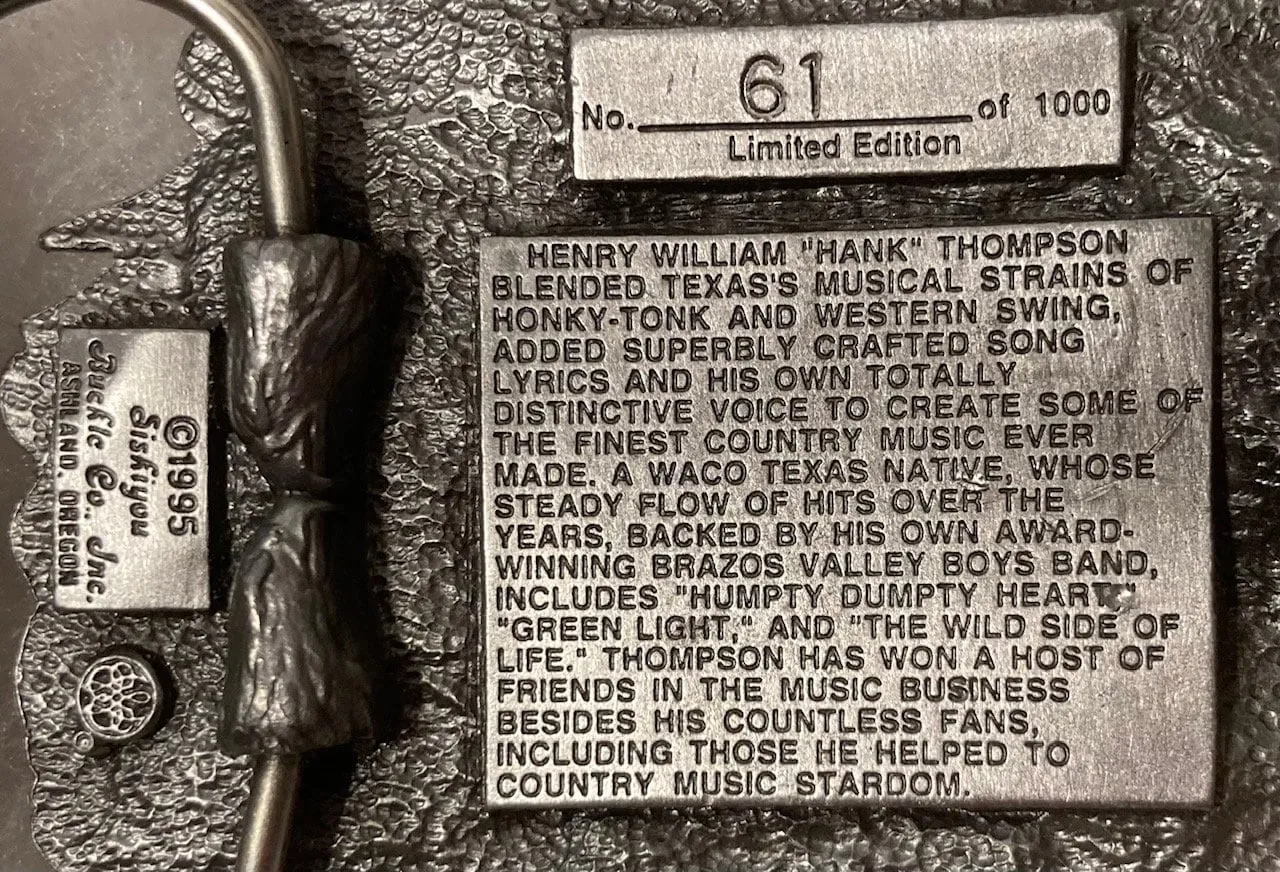 61
No. of 1000
Limited Edition
HENRY WILLIAM "HANK" THOMPSON
BLENDED TEXAS'S MUSICAL STRAINS OF
HONKY-TONK AND WESTERN SWING,
ADDED SUPERBLY CRAFTED SONG
LYRICS AND HIS OWN TOTALLY
DISTINCTIVE VOICE TO CREATE SOME OF
THE FINEST COUNTRY MUSIC EVER
MADE. A WACO TEXAS NATIVE, WHOSE
STEADY FLOW OF HITS OVER THE
YEARS, BACKED BY HIS OWN AWARD-
WINNING BRAZOS VALLEY BOYS BAND,
INCLUDES "HUMPTY DUMPTY HEART,"
"GREEN LIGHT," AND "THE WILD SIDE OF
LIFE." THOMPSON HAS WON A HOST OF
FRIENDS IN THE MUSIC BUSINESS
BESIDES HIS COUNTLESS FANS,
INCLUDING THOSE HE HELPED TO
COUNTRY MUSIC STARDOM.
©1995
Siskiyou
Buckle Co., Inc.
ASHLAND, OREGON